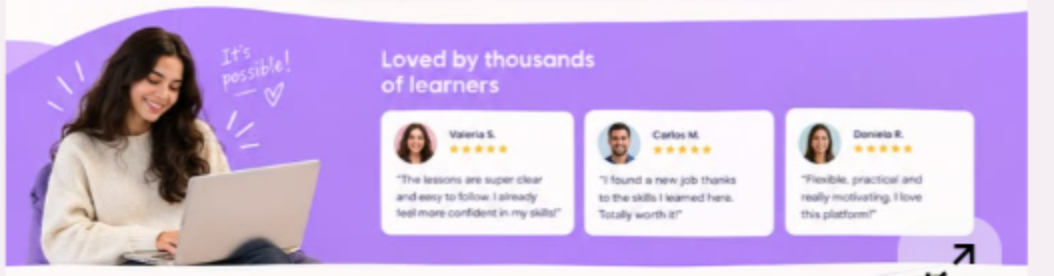 It's
possible!
Loved by thousands
of learners
Valeria S.
"The lessons are super clear
and easy to follow. I already
feel more confident in my skills!"
Carlos M.
"I found a new job thanks
to the skills I learned here.
Totally worth it!"
Daniela R.
"Flexible, practical and
really motivating. I love
this platform!"